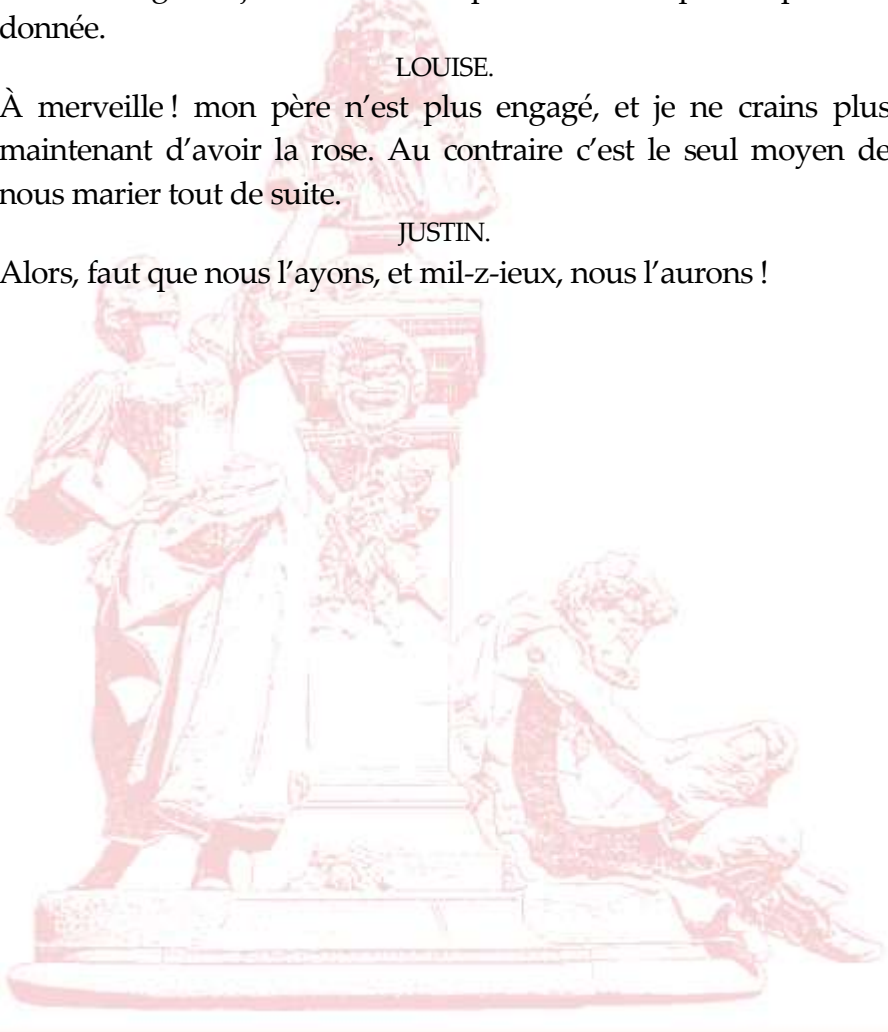 donnée.
LOUISE.
À merveille ! mon père n’est plus engagé, et je ne crains plus
maintenant d’avoir la rose. Au contraire c’est le seul moyen de
nous marier tout de suite.
JUSTIN.
Alors, faut que nous l’ayons, et mil-z-ieux, nous l’aurons !